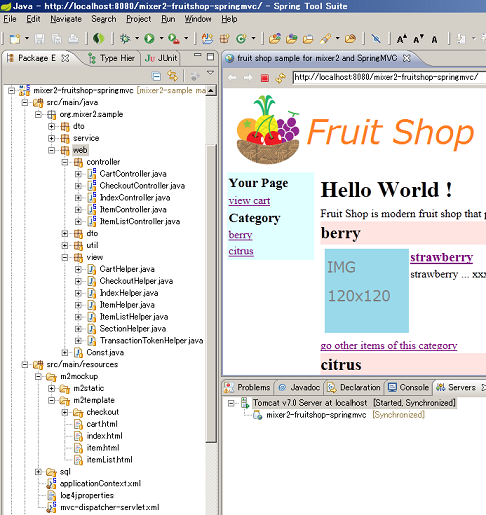 Java - http://localhost:8080/mixer2-fruitshop-springmvc/ - Spring Tool Suite
File Edit Navigate Search Project Run Window Help
Package E
Type Hier
JUnit
mixer2-fruitshop-springmvc [mixer2-sample ma
src/main/java
org.mixer2.sample
dto
service
web
controller
CartController.java
CheckoutController.java
IndexController.java
ItemController.java
ItemListController.java
dto
util
view
CartHelper.java
CheckoutHelper.java
IndexHelper.java
ItemHelper.java
ItemListHelper.java
SectionHelper.java
TransactionTokenHelper.java
Const.java
src/main/resources
m2mockup
m2static
m2template
checkout
cart.html
index.html
item.html
itemList.html
sql
applicationContext.xml
log4j.properties
mvc-dispatcher-servlet.xml
fruit shop sample for mixer2 and SpringMVC
http://localhost:8080/mixer2-fruitshop-springmvc/
Fruit Shop
Your Page
view cart
Category
berry
citrus
Hello World !
Fruit Shop is modern fruit shop that
berry
IMG
120x120
strawberry
strawberry ... xx
go other items of this category
citrus
Problems
Javadoc
Declaration
Console
Servers
Tomcat v7.0 Server at localhost [Started, Synchronized]
mixer2-fruitshop-springmvc [Synchronized]